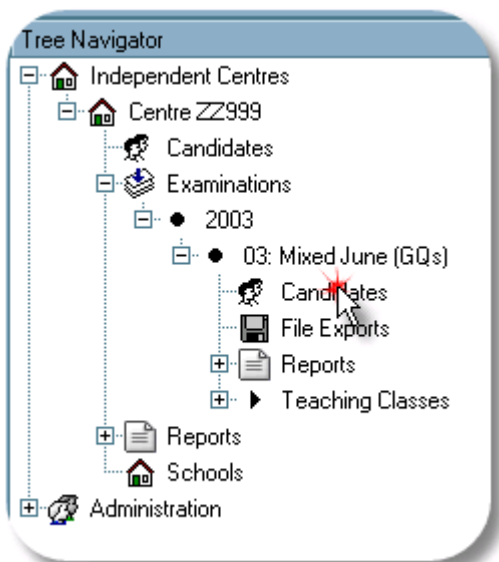 Tree Navigator
Independent Centres
Centre ZZ999
Candidates
Examinations
2003
03: Mixed June (GQs)
Candidates
File Exports
Reports
Teaching Classes
Reports
Schools
Administration